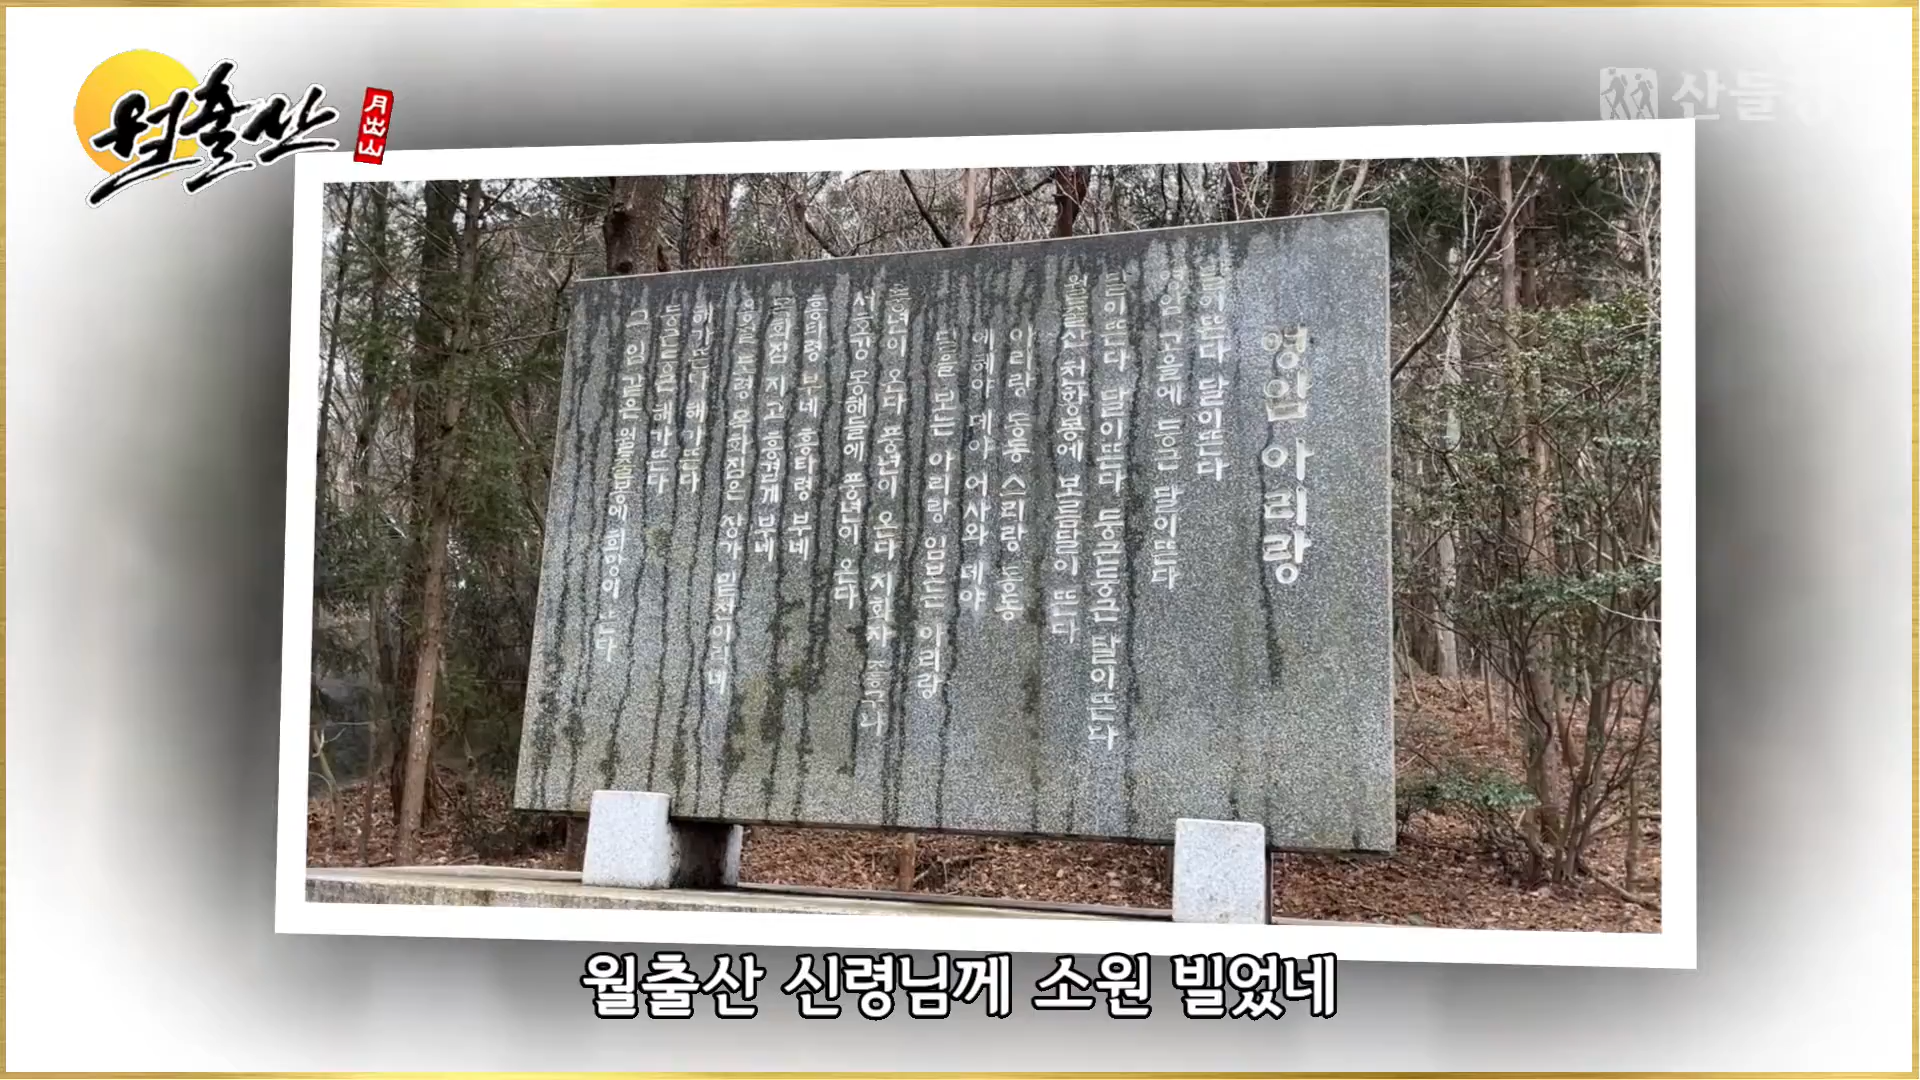 월출산
月出山
산들
영암 아리랑
달이뜬다 달이뜬다
영암 고을에 둥근 달이뜬다
달이뜬다 달이뜬다 둥근둥근 달이뜬다
월출산 천황봉에 보름달이 뜬다
아리랑 동동 스리랑 동동
에헤야 데야 어사와 데야
달을 보는 아리랑 임보는 아리랑
풍년이 온다 풍년이 온다 지화자 좋구나
서호강 몽햇들에 풍년이 온다
흥타령 부네 흥타령 부네
목화짐 지고 흥겹게 부네
용칠 도령 목화짐은 장가 밑천이라네
해가뜬다 해가뜬다
둥근둥근 해가뜬다
그 임 같은 월출봉에 희망이 뜬다
월출산 신령님께 소원 빌었네